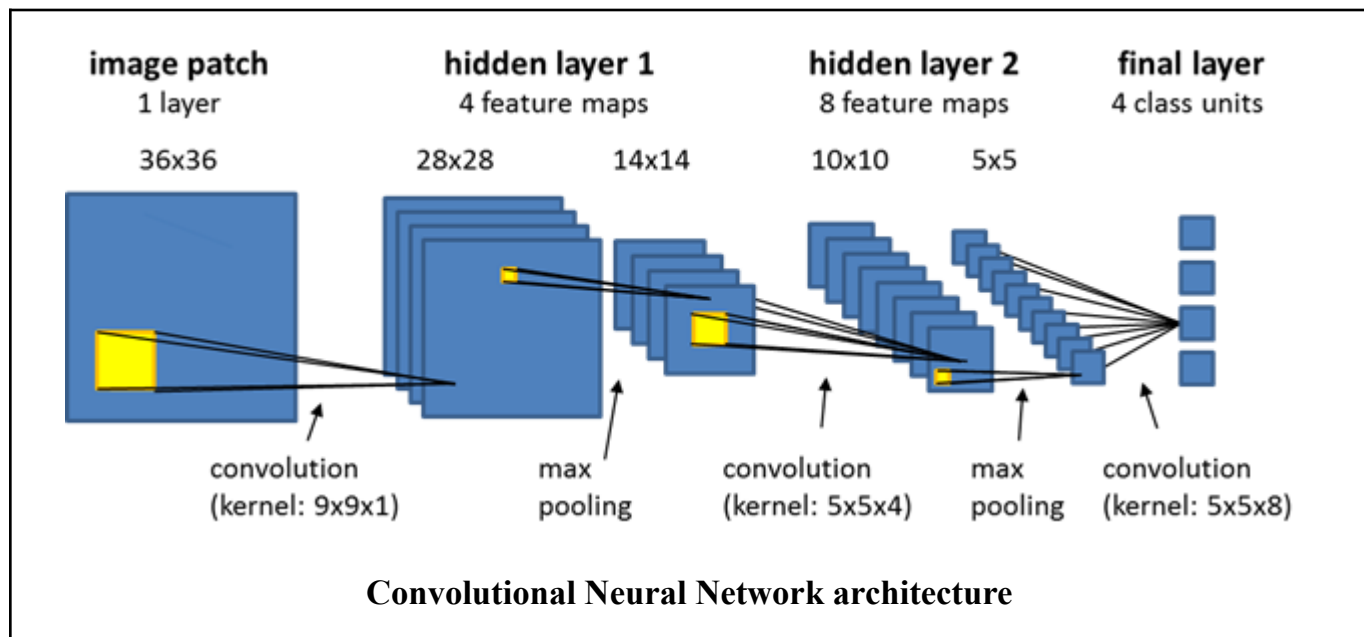 image patch
1 layer
36x36
hidden layer 1
4 feature maps
28x28
14x14
hidden layer 2
8 feature maps
10x10
5x5
final layer
4 class units
convolution
(kernel: 9x9x1)
max
pooling
convolution
(kernel: 5x5x4)
max
pooling
convolution
(kernel: 5x5x8)
Convolutional Neural Network architecture